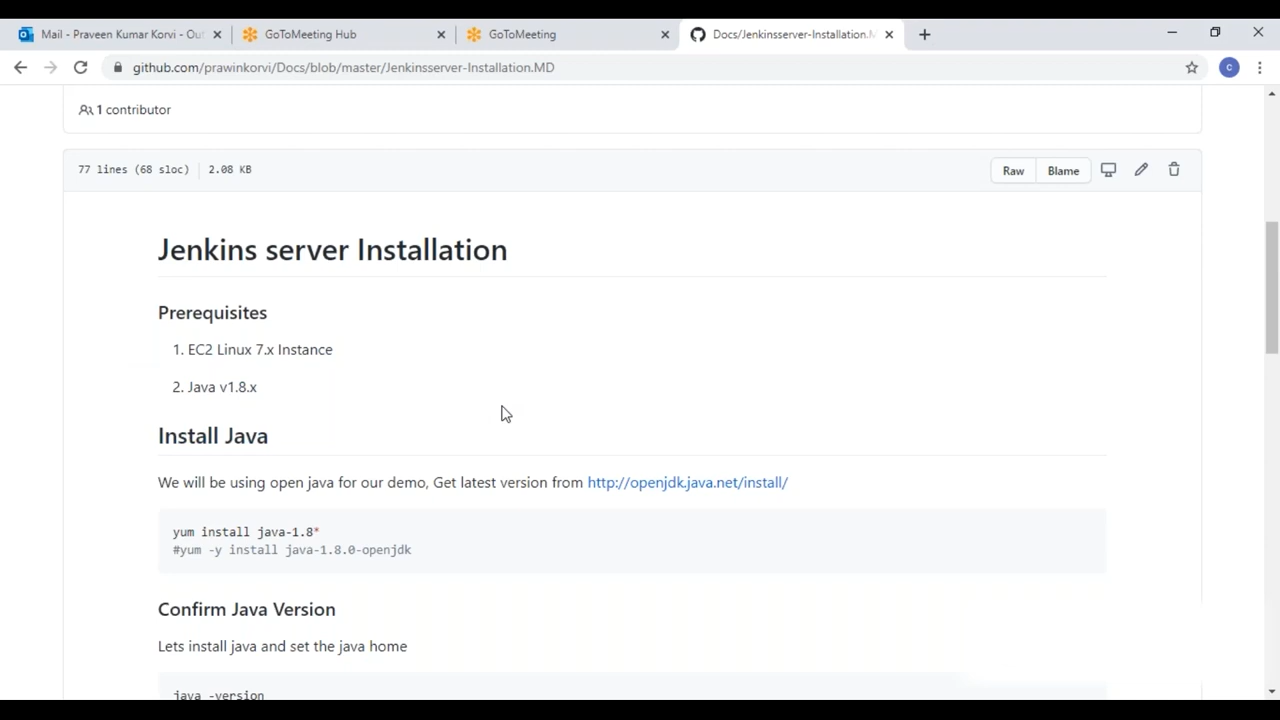 Mail - Praveen Kumar Korvi - Out
GoToMeeting Hub
GoToMeeting
Docs/Jenkinsserver-Installation.M
github.com/prawinkorvi/Docs/blob/master/Jenkinsserver-Installation.MD
c
1 contributor
77 lines (68 sloc) 2.08 KB
Raw Blame
Jenkins server Installation
Prerequisites
1. EC2 Linux 7.x Instance
2. Java v1.8.x
Install Java
We will be using open java for our demo, Get latest version from http://openjdk.java.net/install/
yum install java-1.8*
#yum -y install java-1.8.0-openjdk
Confirm Java Version
Lets install java and set the java home
java -version